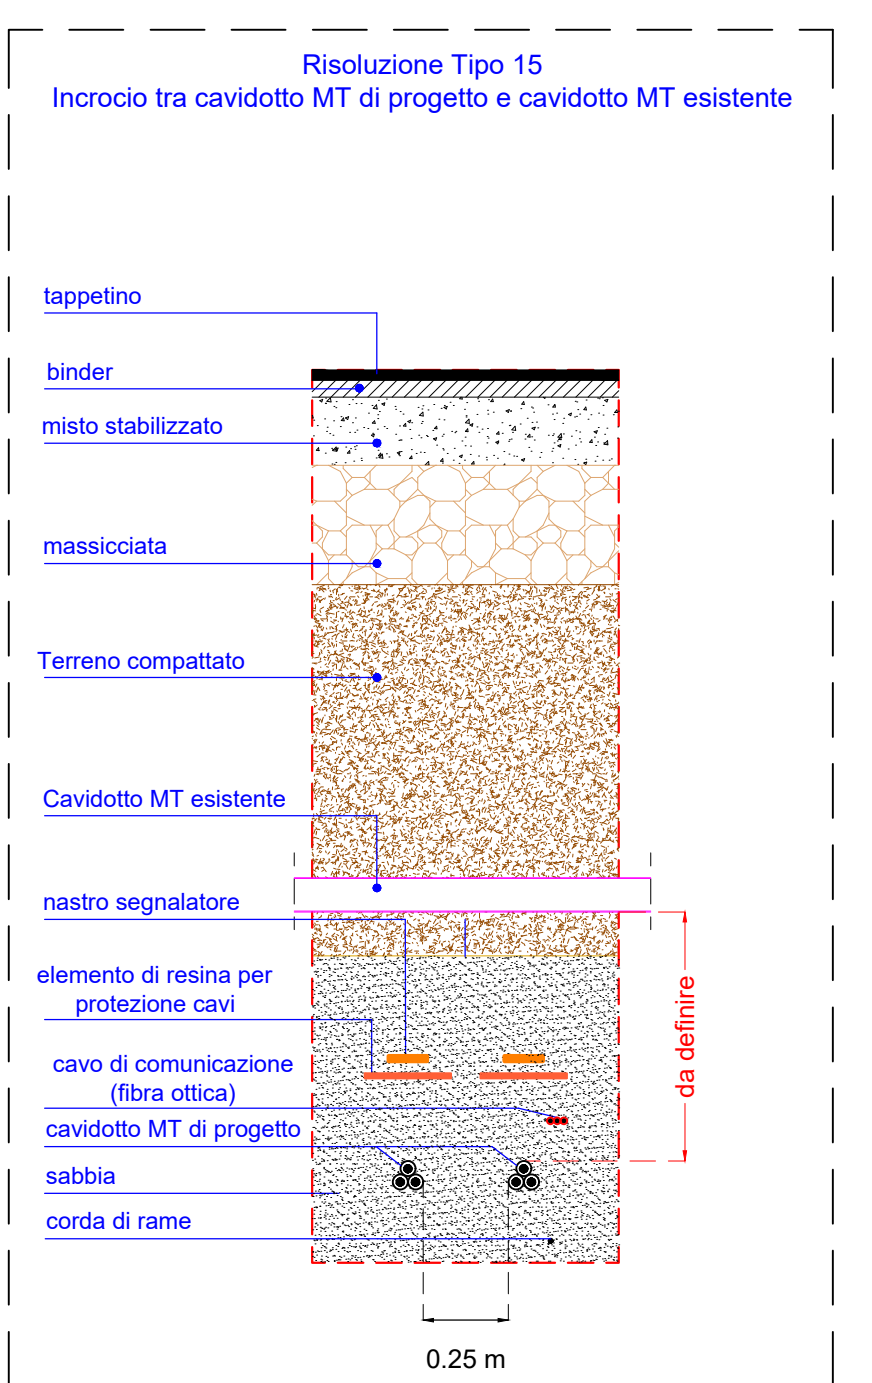 Risoluzione Tipo 15
Incrocio tra cavidotto MT di progetto e cavidotto MT esistente
tappetino
binder
misto stabilizzato
massicciata
Terreno compattato
Cavidotto MT esistente
nastro segnalatore
elemento di resina per
protezione cavi
cavo di comunicazione
(fibra ottica)
cavidotto MT di progetto
sabbia
corda di rame
da definire
0.25 m